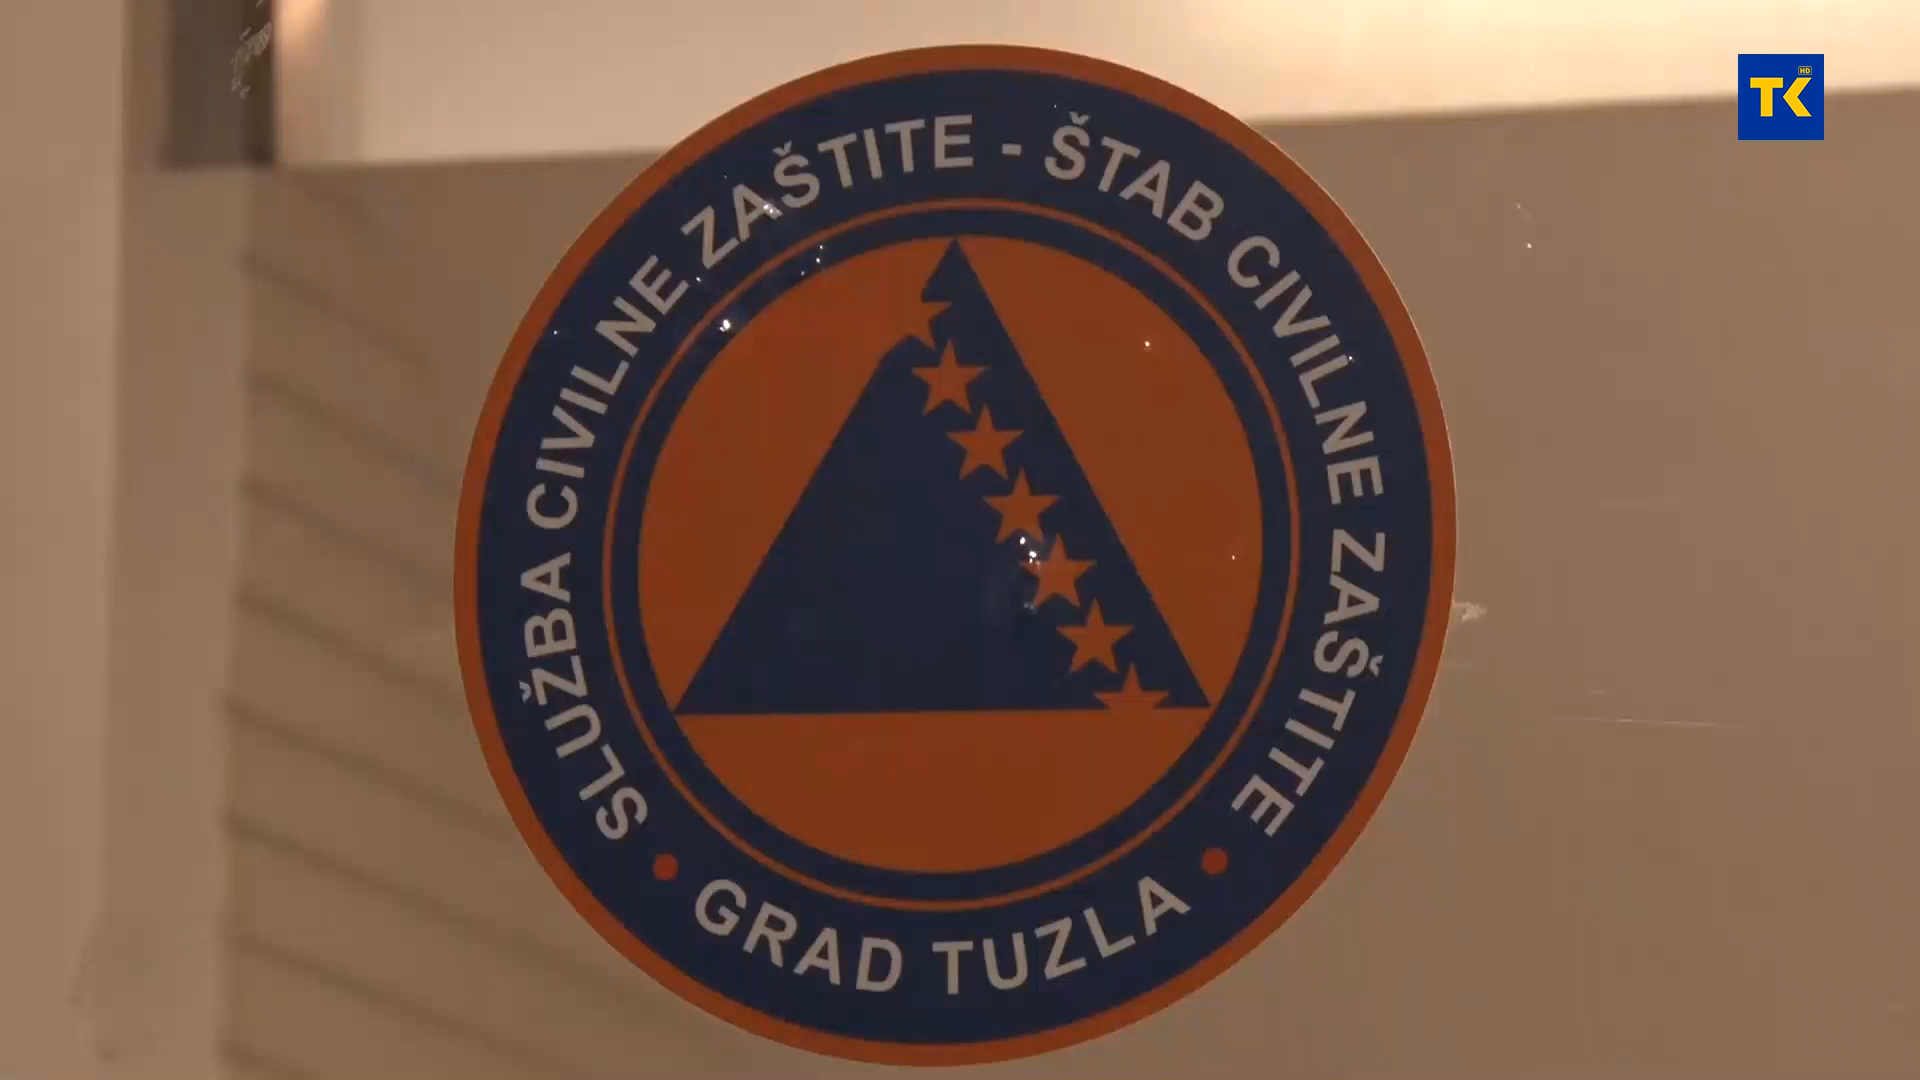 SLUŽBA CIVILNE ZAŠTITE - ŠTAB CIVILNE ZAŠTITE
• GRAD TUZLA •
TK HD